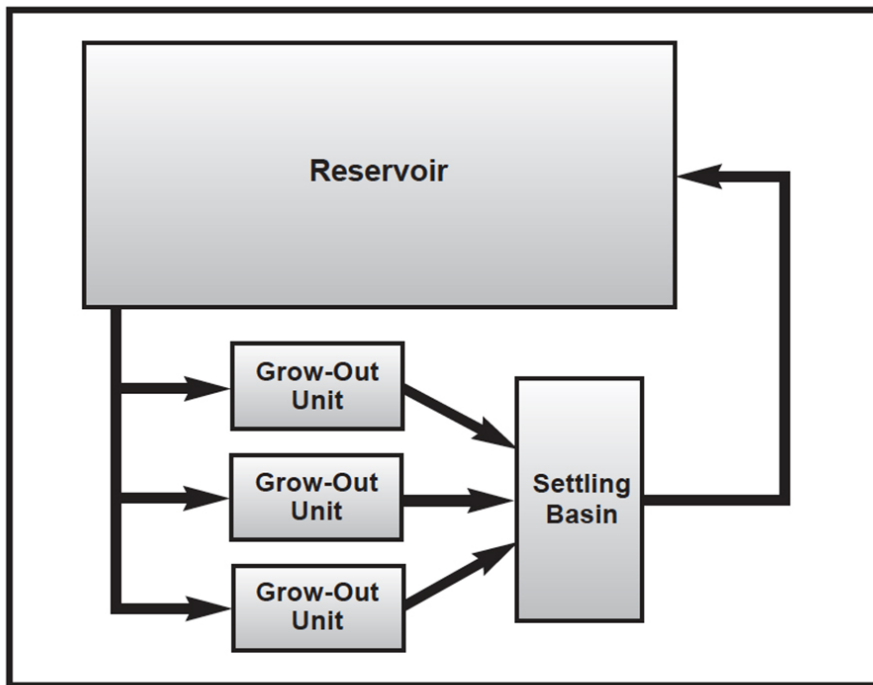 Reservoir
Grow-Out
Unit
Grow-Out
Unit
Grow-Out
Unit
Settling
Basin